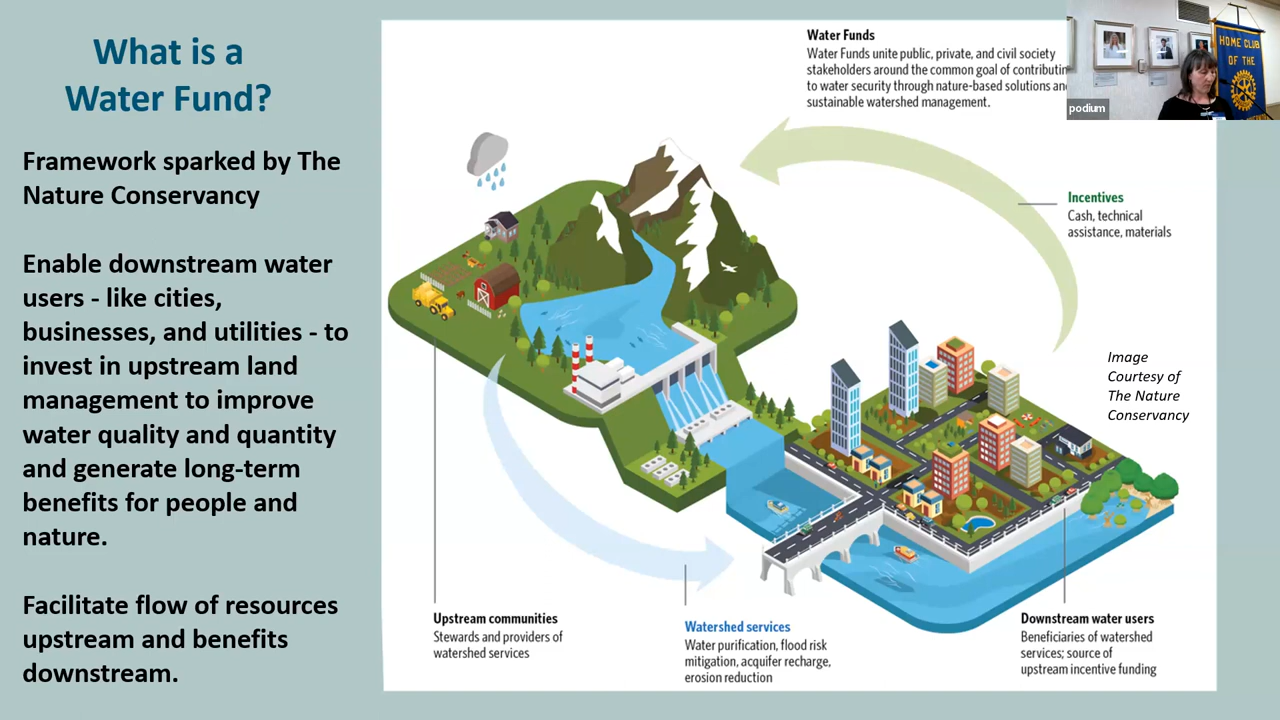 What is a
Water Fund?
Framework sparked by The
Nature Conservancy
Enable downstream water
users - like cities,
businesses, and utilities - to
invest in upstream land
management to improve
water quality and quantity
and generate long-term
benefits for people and
nature.
Facilitate flow of resources
upstream and benefits
downstream.
Water Funds
Water Funds unite public, private, and civil society
stakeholders around the common goal of contributin
to water security through nature-based solutions an
sustainable watershed management.
Incentives
Cash, technical
assistance, materials
Image
Courtesy of
The Nature
Conservancy
Upstream communities
Stewards and providers of
watershed services
Watershed services
Water purification, flood risk
mitigation, acquifer recharge,
erosion reduction
Downstream water users
Beneficiaries of watershed
services; source of
upstream incentive funding
podium
HOME CLUB
OF THE